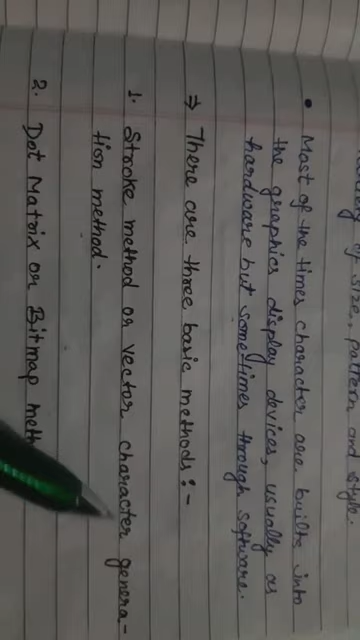 of size, pattern and style.
• Most of the times character are builts into
the graphics display devices, usually as
hardware but sometimes through software.
⇒ There are three basic methods:-
1. Stroke method or vector character genera-
tion method.
2. Dot Matrix or Bitmap meth